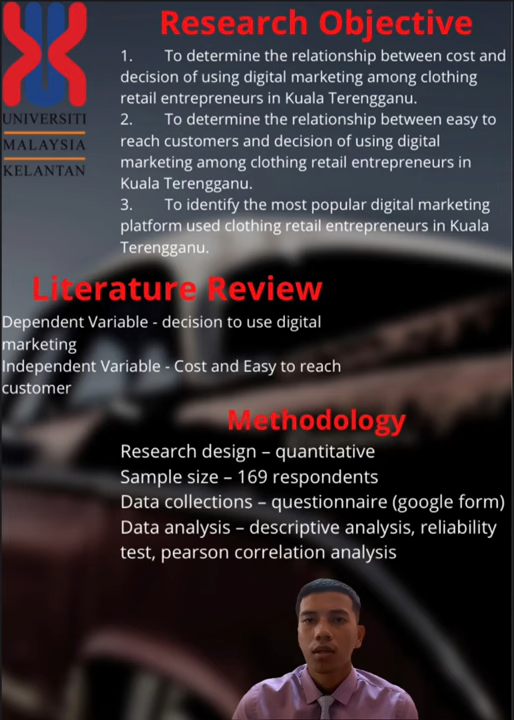 Research Objective
1. To determine the relationship between cost and
decision of using digital marketing among clothing
retail entrepreneurs in Kuala Terengganu.
2. To determine the relationship between easy to
reach customers and decision of using digital
marketing among clothing retail entrepreneurs in
Kuala Terengganu.
3. To identify the most popular digital marketing
platform used clothing retail entrepreneurs in Kuala
Terengganu.
UNIVERSITI
MALAYSIA
KELANTAN
Literature Review
Dependent Variable - decision to use digital
marketing
Independent Variable - Cost and Easy to reach
customer
Methodology
Research design – quantitative
Sample size – 169 respondents
Data collections – questionnaire (google form)
Data analysis – descriptive analysis, reliability
test, pearson correlation analysis